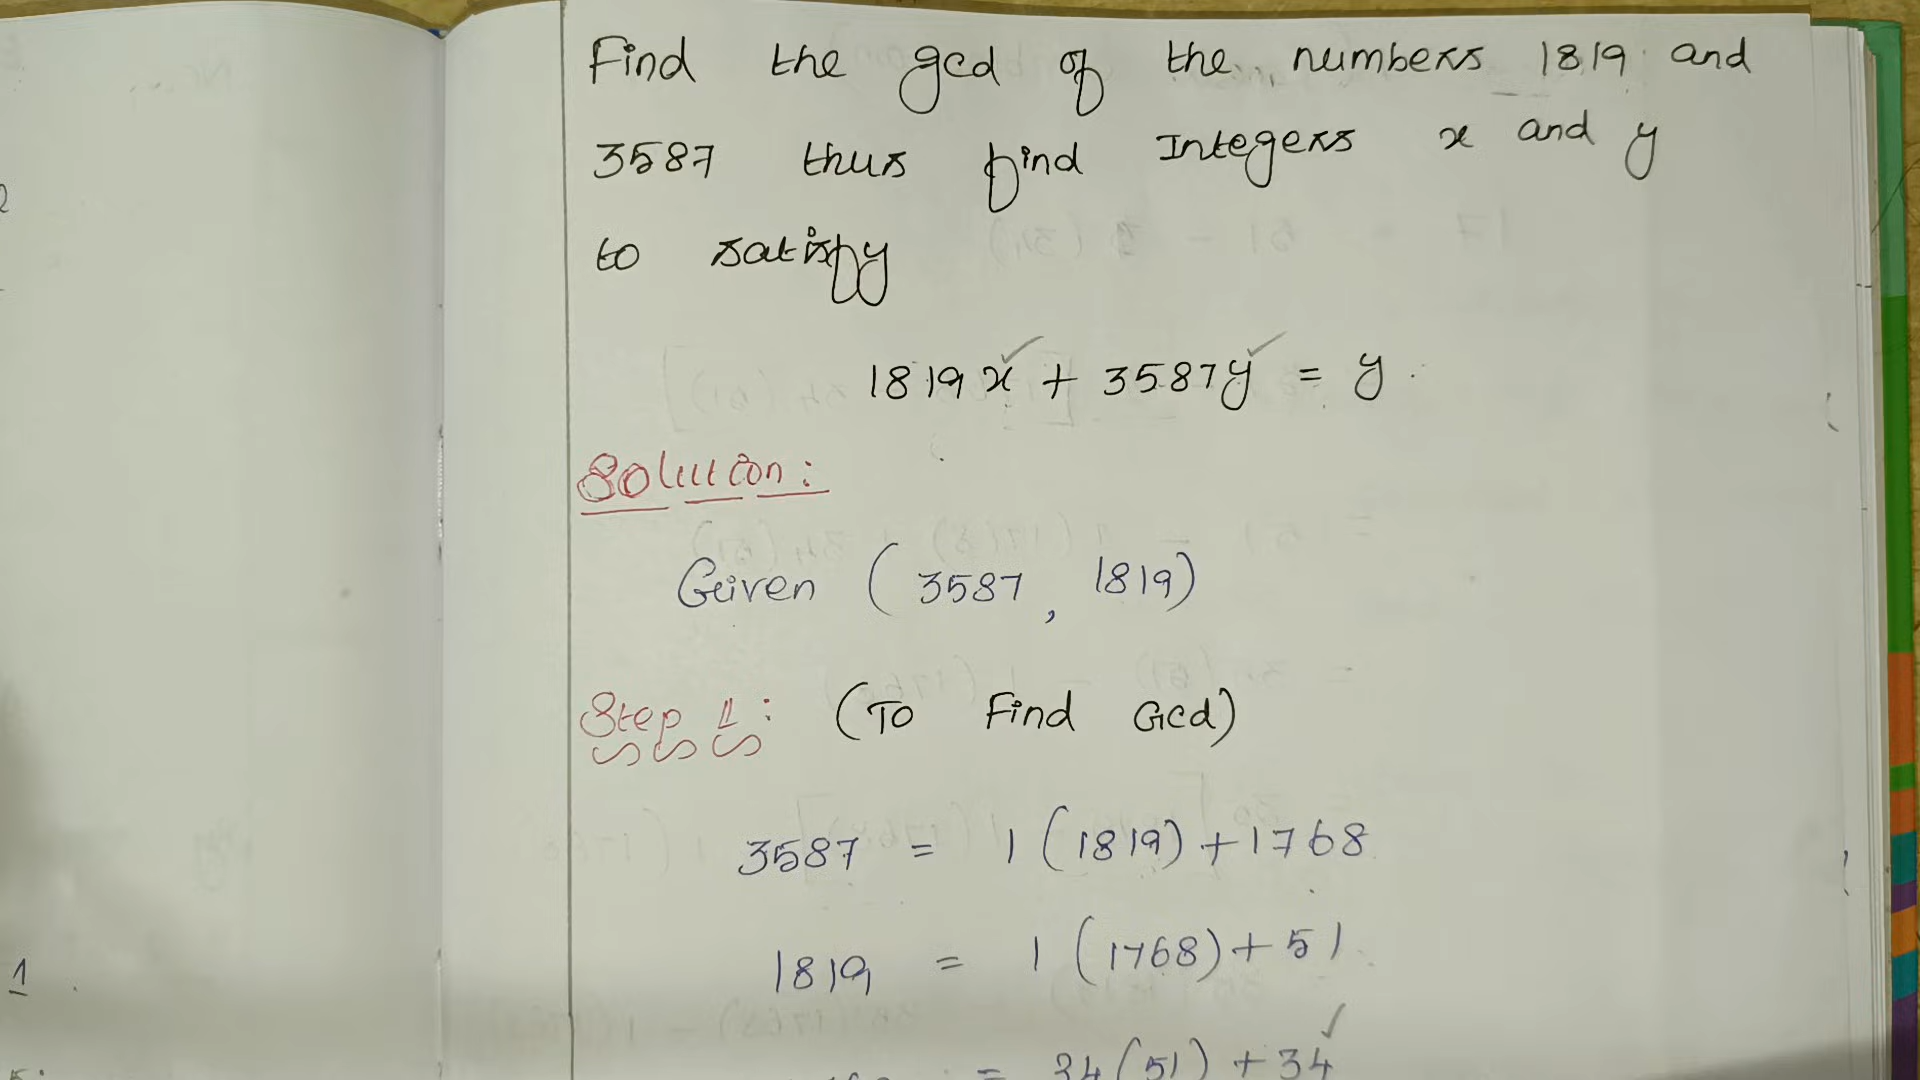 Find the gcd of the numbers 1819 and
3587 thus find Integers x and y
to satisfy
1819x + 3587y = y
Solution:
Given (3587, 1819)
Step 1: (To Find Gcd)
3587 = 1(1819)+1768
1819 = 1(1768)+51
= 34(51)+34
1